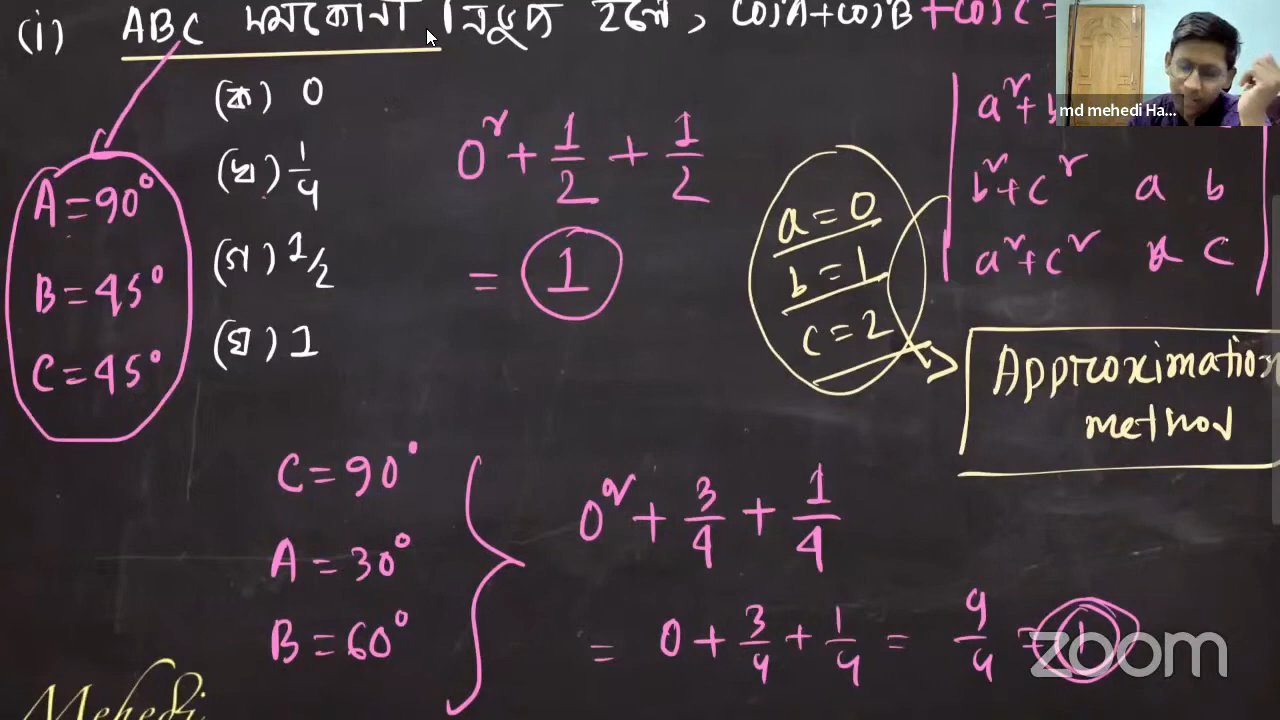 (i) ABC সমকোনী ত্রিভুজ হলে, cos²A+cos²B+cos²C=
(ক) 0
(খ) 1/4
(গ) 1/2
(ঘ) 1
A=90°
B=45°
C=45°
0² + 1/2 + 1/2
= 1
a=0
b=1
c=2
a²+b
b²+c² a b
a²+c² c
md mehedi Ha...
Approximation
method
C=90°
A=30°
B=60°
0² + 3/4 + 1/4
= 0 + 3/4 + 1/4 = 4/4 = 1
zoom
Mehedi